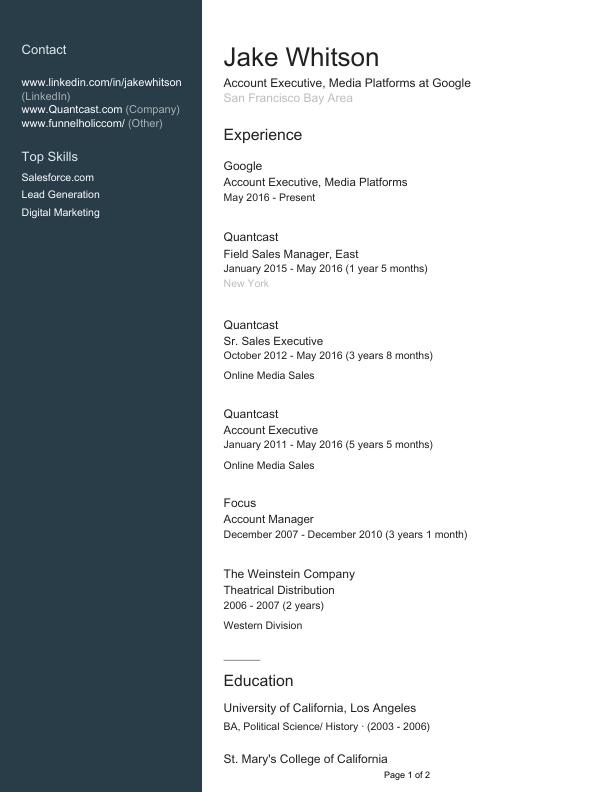 Contact
www.linkedin.com/in/jakewhitson
(LinkedIn)
www.Quantcast.com (Company)
www.funnelholiccom/ (Other)
Top Skills
Salesforce.com
Lead Generation
Digital Marketing
Jake Whitson
Account Executive, Media Platforms at Google
San Francisco Bay Area
Experience
Google
Account Executive, Media Platforms
May 2016 - Present
Quantcast
Field Sales Manager, East
January 2015 - May 2016 (1 year 5 months)
New York
Quantcast
Sr. Sales Executive
October 2012 - May 2016 (3 years 8 months)
Online Media Sales
Quantcast
Account Executive
January 2011 - May 2016 (5 years 5 months)
Online Media Sales
Focus
Account Manager
December 2007 - December 2010 (3 years 1 month)
The Weinstein Company
Theatrical Distribution
2006 - 2007 (2 years)
Western Division
Education
University of California, Los Angeles
BA, Political Science/ History · (2003 - 2006)
St. Mary's College of California
Page 1 of 2